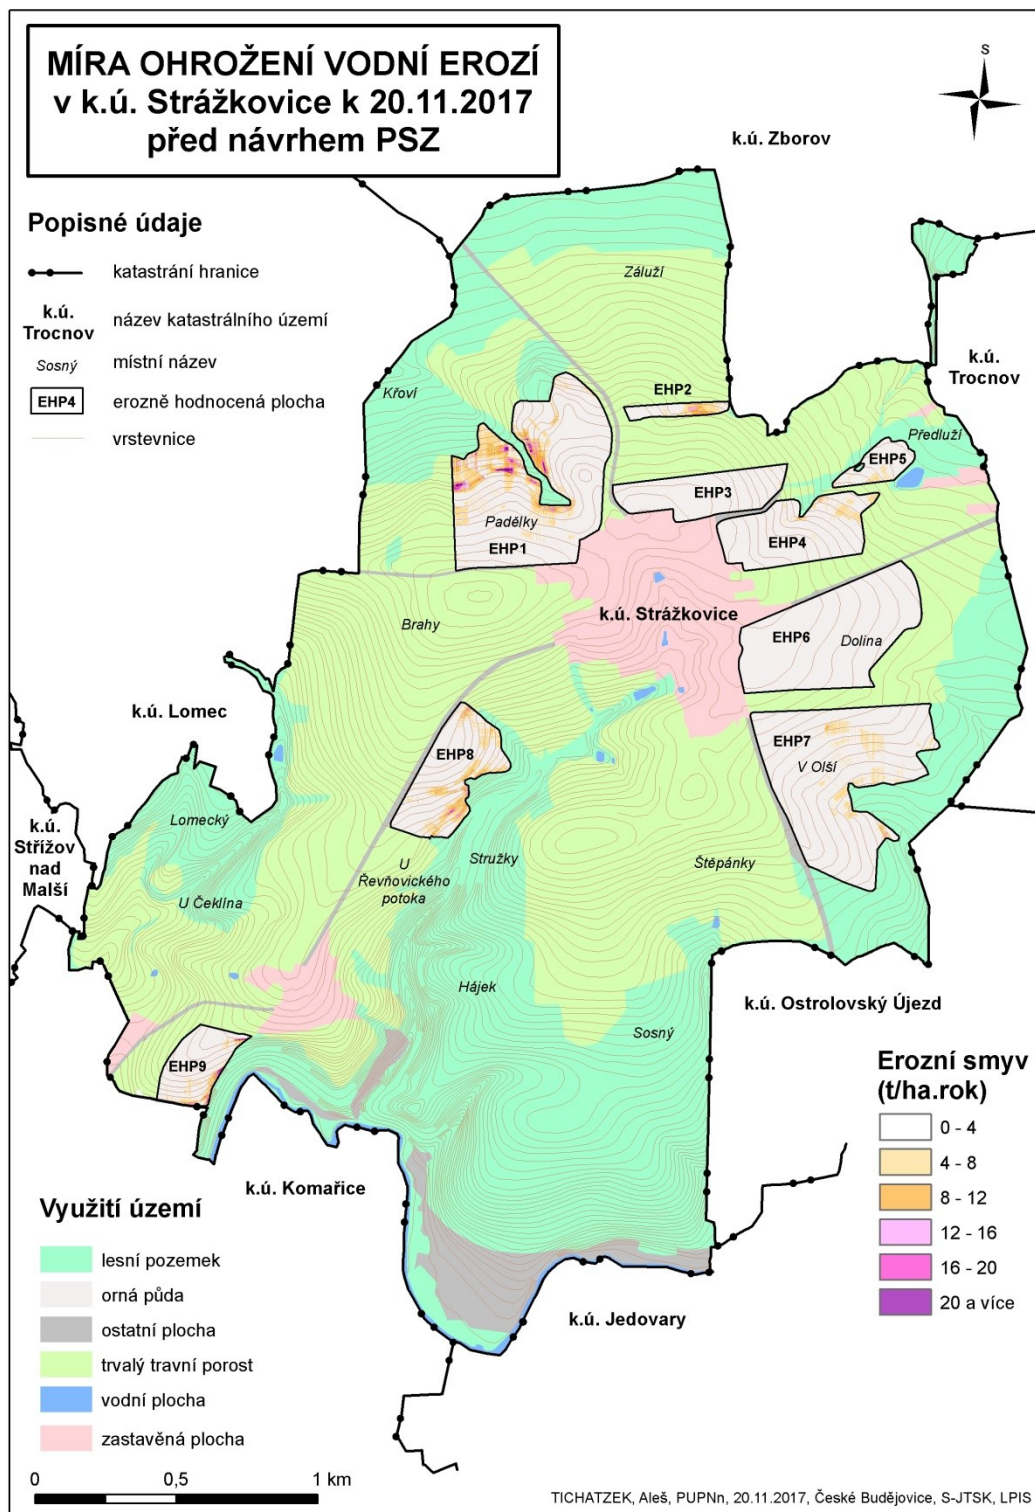 MÍRA OHROŽENÍ VODNÍ EROZÍ
v k.ú. Strážkovice k 20.11.2017
před návrhem PSZ
S
k.ú. Zborov
Popisné údaje
katastrání hranice
k.ú.
Trocnov
název katastrálního území
Sosný
místní název
EHP4
erozně hodnocená plocha
vrstevnice
Záluží
k.ú.
Trocnov
Křoví
EHP2
Předluží
EHP5
EHP3
Padělky
EHP4
EHP1
k.ú. Strážkovice
Brahy
EHP6
Dolina
k.ú. Lomec
EHP7
EHP8
V Olší
Lomecký
k.ú.
Střížov
nad
Malší
Stružky
Štěpánky
U
Řevňovického
potoka
U Čeklína
Hájek
k.ú. Ostrolovský Újezd
Sosný
EHP9
Erozní smyv
(t/ha.rok)
0 - 4
4 - 8
8 - 12
12 - 16
16 - 20
20 a více
k.ú. Komařice
Využití území
lesní pozemek
orná půda
ostatní plocha
trvalý travní porost
vodní plocha
zastavěná plocha
k.ú. Jedovary
0 0,5 1 km
TICHATZEK, Aleš, PUPNn, 20.11.2017, České Budějovice, S-JTSK, LPIS